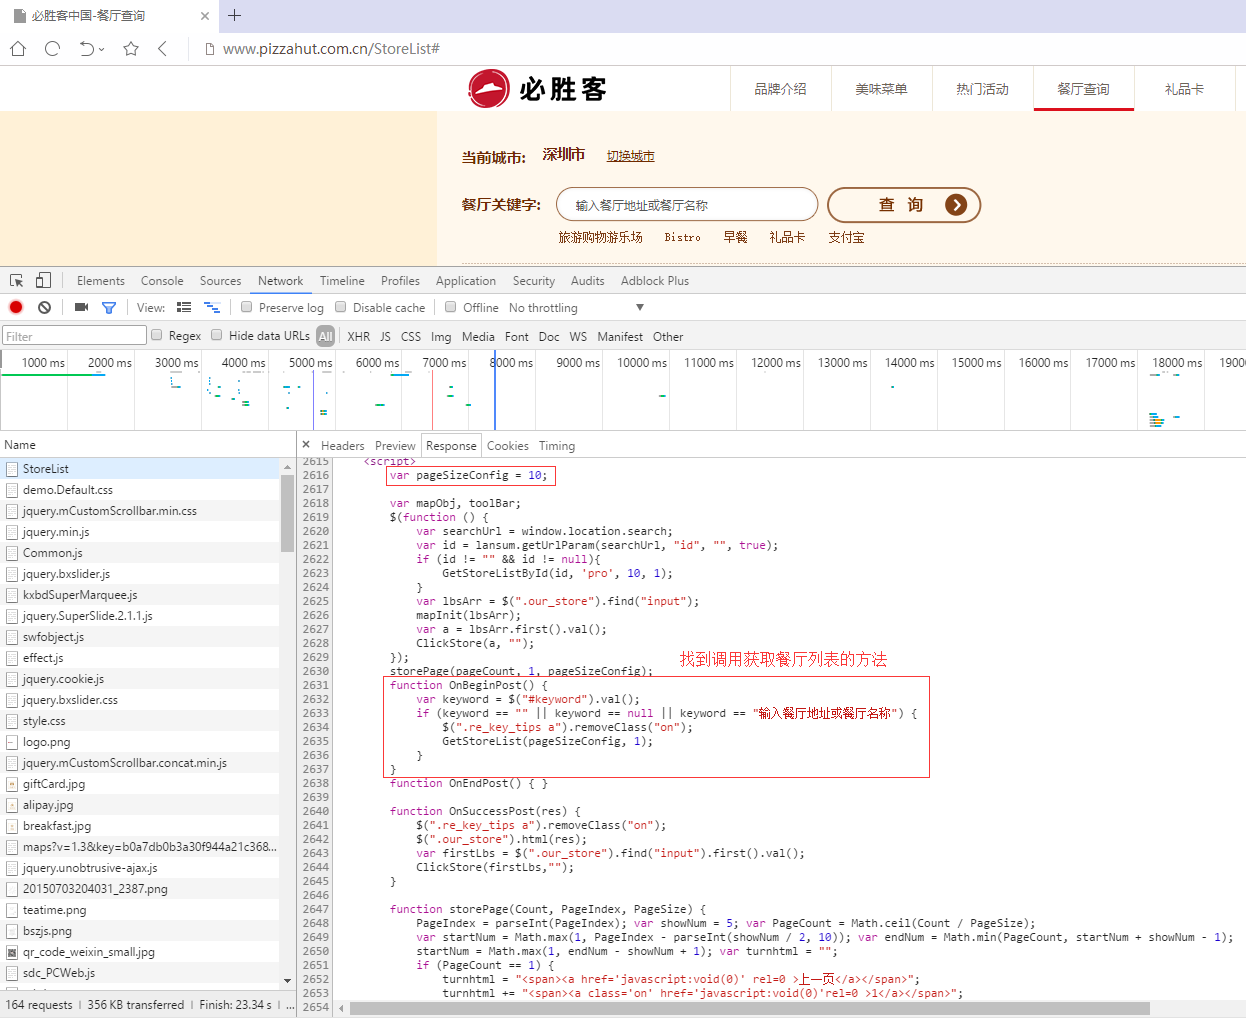 必胜客中国-餐厅查询
www.pizzahut.com.cn/StoreList#
必胜客
品牌介绍 美味菜单 热门活动 餐厅查询 礼品卡
当前城市: 深圳市 切换城市
餐厅关键字: 输入餐厅地址或餐厅名称 查 询
旅游购物游乐场 Bistro 早餐 礼品卡 支付宝
Elements Console Sources Network Timeline Profiles Application Security Audits Adblock Plus
View: Preserve log Disable cache Offline No throttling
Filter Regex Hide data URLs All XHR JS CSS Img Media Font Doc WS Manifest Other
1000 ms 2000 ms 3000 ms 4000 ms 5000 ms 6000 ms 7000 ms 8000 ms 9000 ms 10000 ms 11000 ms 12000 ms 13000 ms 14000 ms 15000 ms 16000 ms 17000 ms 18000 ms 1900
Name
StoreList
demo.Default.css
jquery.mCustomScrollbar.min.css
jquery.min.js
Common.js
jquery.bxslider.js
kxbdSuperMarquee.js
jquery.SuperSlide.2.1.1.js
swfobject.js
effect.js
jquery.cookie.js
jquery.bxslider.css
style.css
logo.png
jquery.mCustomScrollbar.concat.min.js
giftCard.jpg
alipay.jpg
breakfast.jpg
maps?v=1.3&key=b0a7db0b3a30f944a21c368...
jquery.unobtrusive-ajax.js
20150703204031_2387.png
teatime.png
bszjs.png
qr_code_weixin_small.jpg
sdc_PCWeb.js
164 requests | 356 KB transferred | Finish: 23.34 s | ...
Headers Preview Response Cookies Timing
2615 <script>
2616 var pageSizeConfig = 10;
2617
2618 var mapObj, toolBar;
2619 $(function () {
2620 var searchUrl = window.location.search;
2621 var id = lansum.getUrlParam(searchUrl, "id", "", true);
2622 if (id != "" && id != null){
2623 GetStoreListById(id, 'pro', 10, 1);
2624 }
2625 var lbsArr = $(".our_store").find("input");
2626 mapInit(lbsArr);
2627 var a = lbsArr.first().val();
2628 ClickStore(a, "");
2629 });
找到调用获取餐厅列表的方法
2630 storePage(pageCount, 1, pageSizeConfig);
2631 function OnBeginPost() {
2632 var keyword = $("#keyword").val();
2633 if (keyword == "" || keyword == null || keyword == "输入餐厅地址或餐厅名称") {
2634 $(".re_key_tips a").removeClass("on");
2635 GetStoreList(pageSizeConfig, 1);
2636 }
2637 }
2638 function OnEndPost() { }
2639
2640 function OnSuccessPost(res) {
2641 $(".re_key_tips a").removeClass("on");
2642 $(".our_store").html(res);
2643 var firstLbs = $(".our_store").find("input").first().val();
2644 ClickStore(firstLbs,"");
2645 }
2646
2647 function storePage(Count, PageIndex, PageSize) {
2648 PageIndex = parseInt(PageIndex); var showNum = 5; var PageCount = Math.ceil(Count / PageSize);
2649 var startNum = Math.max(1, PageIndex - parseInt(showNum / 2, 10)); var endNum = Math.min(PageCount, startNum + showNum - 1);
2650 startNum = Math.max(1, endNum - showNum + 1); var turnhtml = "";
2651 if (PageCount == 1) {
2652 turnhtml = "<span><a href='javascript:void(0)' rel=0 >上一页</a></span>";
2653 turnhtml += "<span><a class='on' href='javascript:void(0)'rel=0 >1</a></span>";
2654